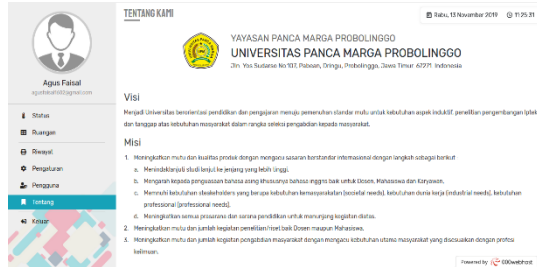 TENTANG KAMI
Rabu, 13 November 2019 11:25:31
YAYASAN PANCA MARGA PROBOLINGGO
UNIVERSITAS PANCA MARGA PROBOLINGGO
Jln. Yos Sudarso No 107, Pabean, Dringu, Probolinggo, Jawa Timur 67271 Indonesia
Agus Faisal
Status
Ruangan
Riwayat
Pengaturan
Pengguna
Tentang
Keluar
Visi
Menjadi Universitas berorientasi pendidikan dan pengajaran menuju pemenuhan standar mutu untuk kebutuhan aspek induktif, penelitian pengembangan Iptek
dan tanggap atas kebutuhan masyarakat dalam rangka seleksi pengabdian kepada masyarakat.
Misi
1. Meningkatkan mutu dan kualitas produk dengan mengacu sasaran berstandar internasional dengan langkah sebagai berikut
a. Menindaklanjuti studi lanjut ke jenjang yang lebih tinggi.
b. Mengarah kepada penguasaan bahasa asing khususnya bahasa inggris baik untuk Dosen, Mahasiswa dan Karyawan.
c. Memnuhi kebutuhan steakeholders yang berupa kebutuhan kemasyarakatan (societal needs), kebutuhan dunia kerja (industrial needs), kebutuhan
professional (professional needs).
d. Meningkatkan semua prasarana dan sarana pendidikan untuk menunjang kegiatan diatas.
2. Meningkatkan mutu dan jumlah kegiatan penelitian/riset baik Dosen maupun Mahasiswa.
3. Meningkatkan mutu dan jumlah kegiatan pengabdian masyarakat dengan mengacu kebutuhan utama masyarakat yang disesuaikan dengan profesi
keilmuan.
Powered by 000webhost